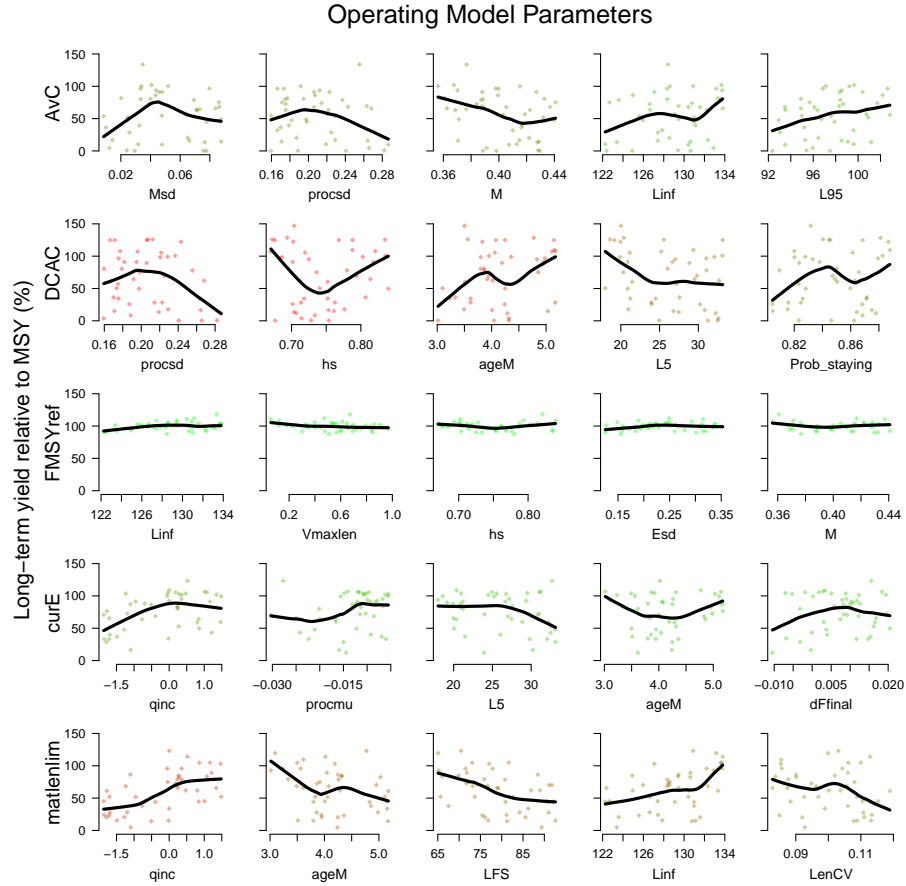 Operating Model Parameters
Long−term yield relative to MSY (%)
AvC
0 50 100 150
0.02 0.06
Msd
0.16 0.20 0.24 0.28
procsd
0.36 0.40 0.44
M
122 126 130 134
Linf
92 96 100
L95
DCAC
0 50 100 150
0.16 0.20 0.24 0.28
procsd
0.70 0.80
hs
3.0 4.0 5.0
ageM
20 25 30
L5
0.82 0.86
Prob_staying
FMSYref
0 50 100 150
122 126 130 134
Linf
0.2 0.6 1.0
Vmaxlen
0.70 0.80
hs
0.15 0.25 0.35
Esd
0.36 0.40 0.44
M
curE
0 50 100 150
−1.5 0.0 1.0
qinc
−0.030 −0.015
procmu
20 25 30
L5
3.0 4.0 5.0
ageM
−0.010 0.005 0.020
dFfinal
matlenlim
0 50 100 150
−1.5 0.0 1.0
qinc
3.0 4.0 5.0
ageM
65 75 85
LFS
122 126 130 134
Linf
0.09 0.11
LenCV